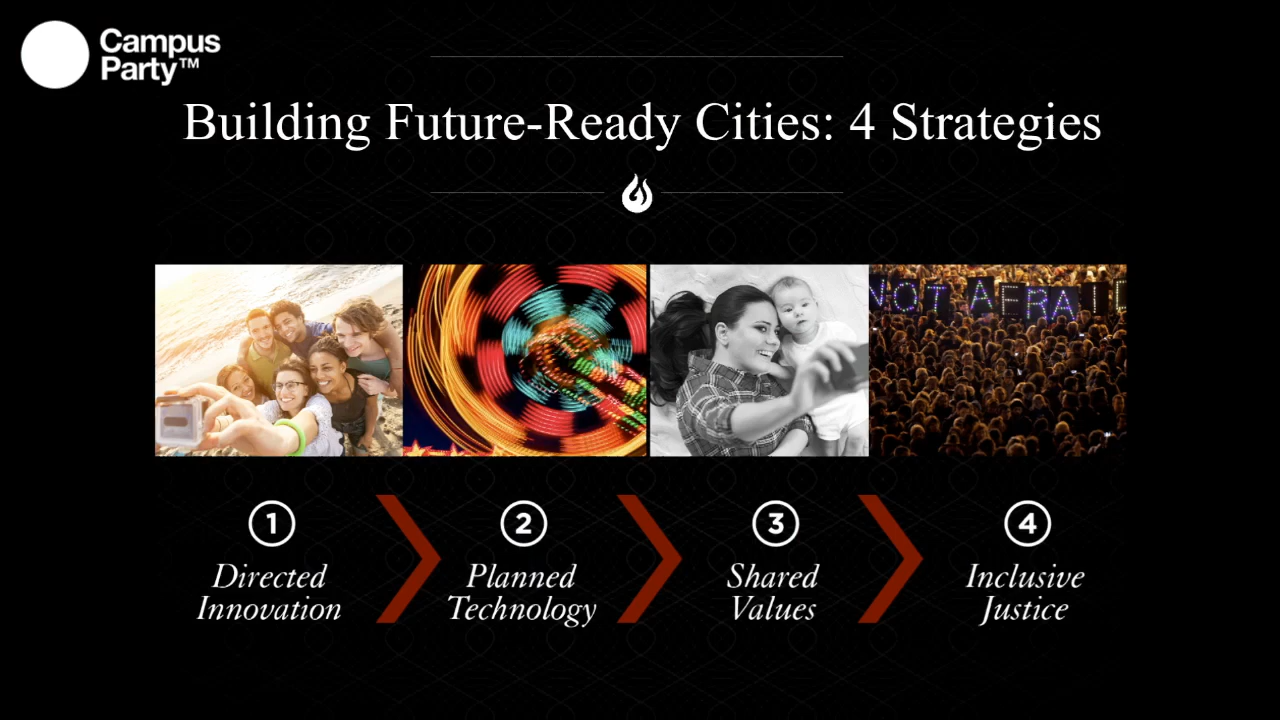 Campus
Party™
Building Future-Ready Cities: 4 Strategies
NOT AFRAID
1
Directed
Innovation
2
Planned
Technology
3
Shared
Values
4
Inclusive
Justice